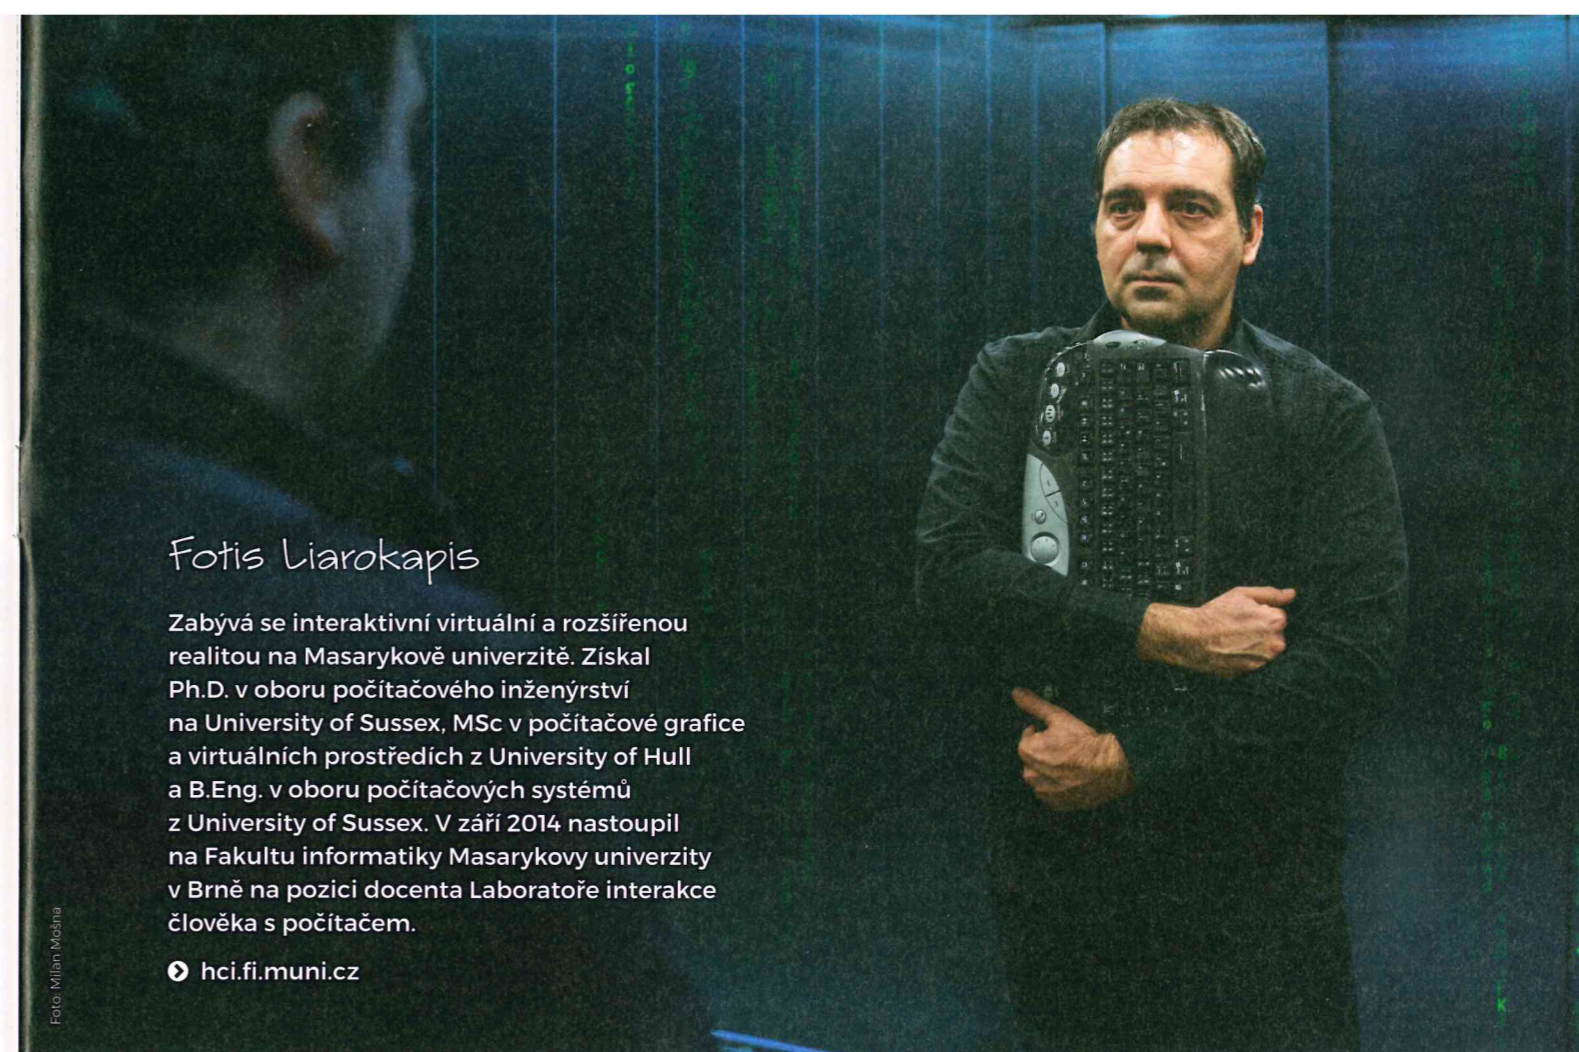 Fotis Liarokapis
Zabývá se interaktivní virtuální a rozšířenou
realitou na Masarykově univerzitě. Získal
Ph.D. v oboru počítačového inženýrství
na University of Sussex, MSc v počítačové grafice
a virtuálních prostředích z University of Hull
a B.Eng. v oboru počítačových systémů
z University of Sussex. V září 2014 nastoupil
na Fakultu informatiky Masarykovy univerzity
v Brně na pozici docenta Laboratoře interakce
člověka s počítačem.
hci.fi.muni.cz
Foto: Milan Mošna